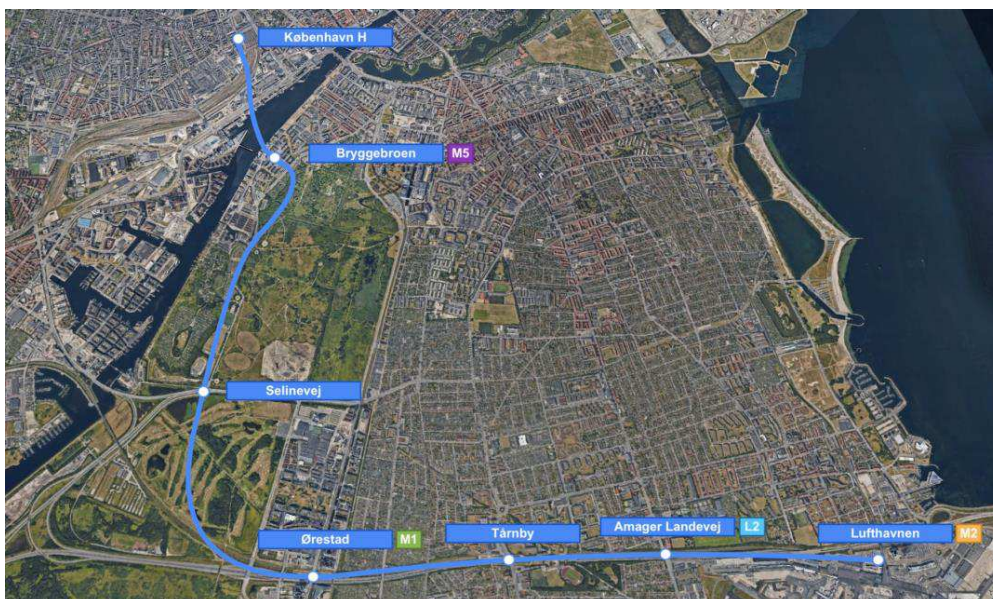 København H
Bryggebroen M5
Selinevej
Ørestad M1
Tårnby
Amager Landevej L2
Lufthavnen M2